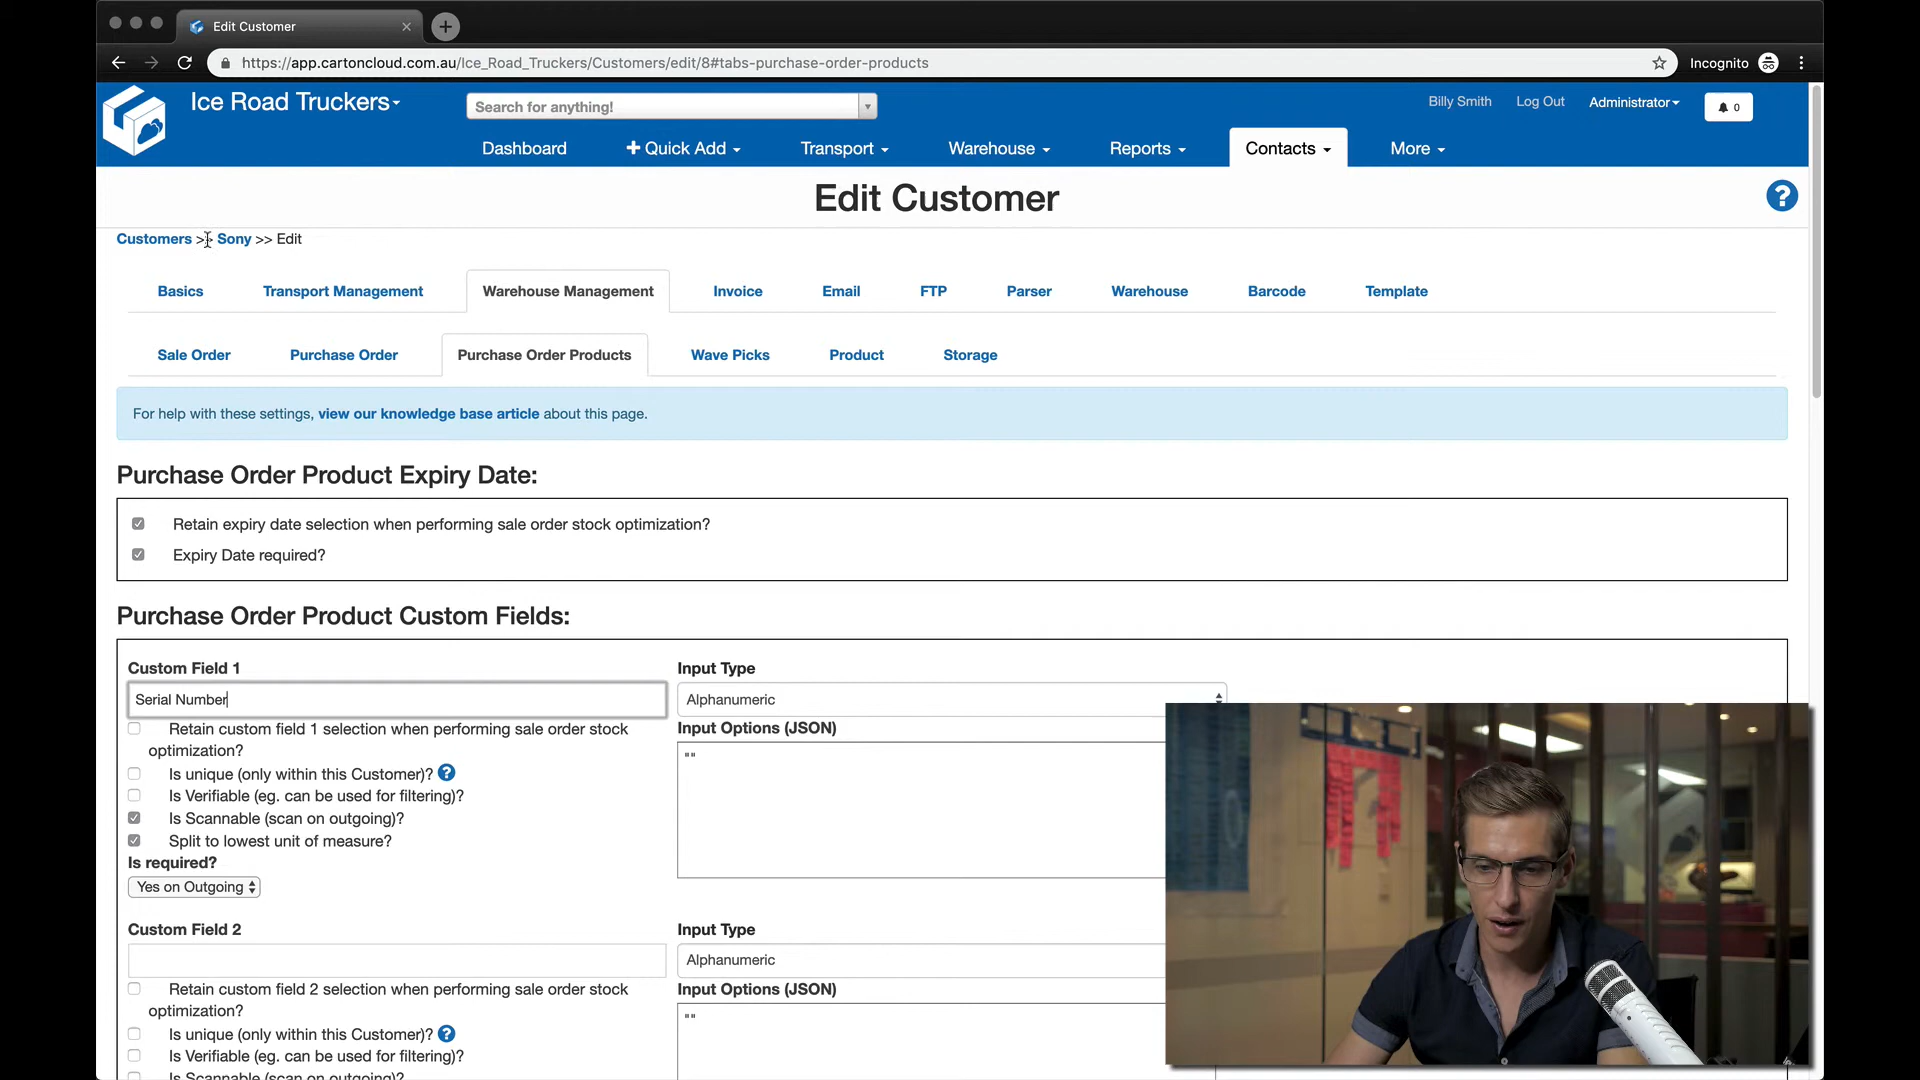 Edit Customer
https://app.cartoncloud.com.au/Ice_Road_Truckers/Customers/edit/8#tabs-purchase-order-products
Incognito
Ice Road Truckers
Search for anything!
Billy Smith
Log Out
Administrator
0
Dashboard
Quick Add
Transport
Warehouse
Reports
Contacts
More
Edit Customer
?
Customers >> Sony >> Edit
Basics
Transport Management
Warehouse Management
Invoice
Email
FTP
Parser
Warehouse
Barcode
Template
Sale Order
Purchase Order
Purchase Order Products
Wave Picks
Product
Storage
For help with these settings, view our knowledge base article about this page.
Purchase Order Product Expiry Date:
Retain expiry date selection when performing sale order stock optimization?
Expiry Date required?
Purchase Order Product Custom Fields:
Custom Field 1
Input Type
Serial Number
Alphanumeric
Retain custom field 1 selection when performing sale order stock
optimization?
Input Options (JSON)
""
Is unique (only within this Customer)? ?
Is Verifiable (eg. can be used for filtering)?
Is Scannable (scan on outgoing)?
Split to lowest unit of measure?
Is required?
Yes on Outgoing
Custom Field 2
Input Type
Alphanumeric
Retain custom field 2 selection when performing sale order stock
optimization?
Input Options (JSON)
""
Is unique (only within this Customer)? ?
Is Verifiable (eg. can be used for filtering)?
Is Scannable (scan on outgoing)?